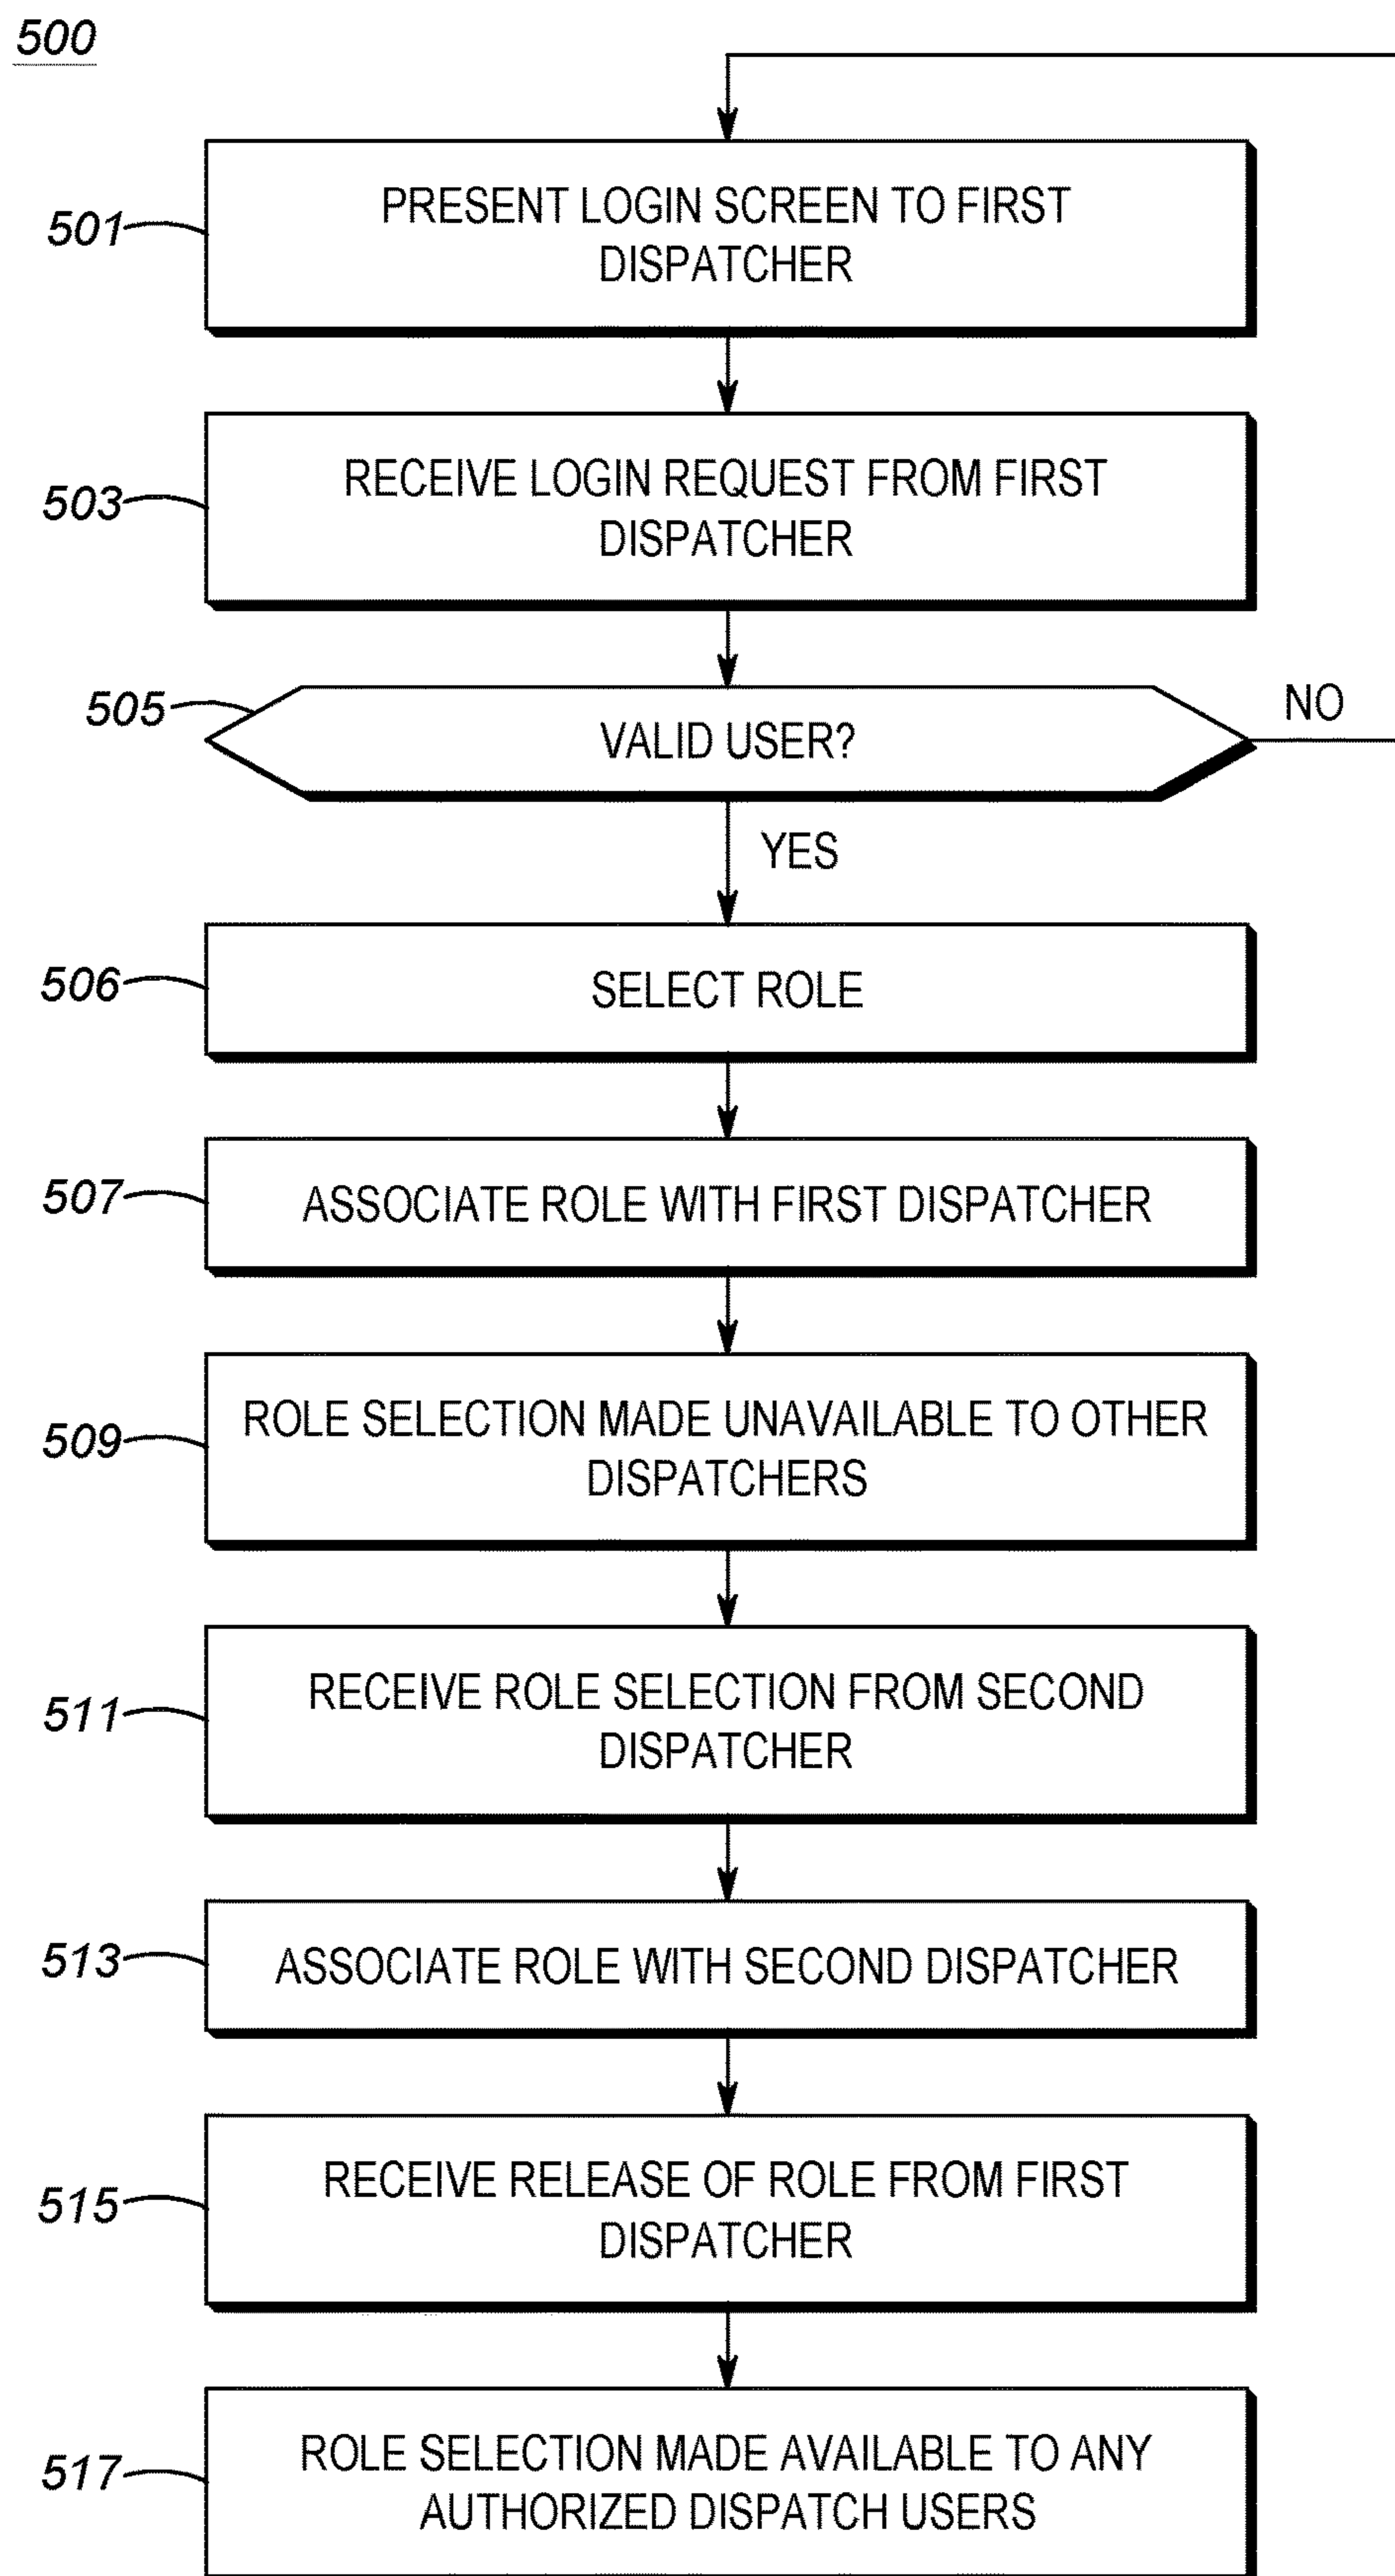 500
PRESENT LOGIN SCREEN TO FIRST
DISPATCHER
501
RECEIVE LOGIN REQUEST FROM FIRST
DISPATCHER
503
505
VALID USER?
NO
YES
506
SELECT ROLE
507
ASSOCIATE ROLE WITH FIRST DISPATCHER
ROLE SELECTION MADE UNAVAILABLE TO OTHER
DISPATCHERS
509
RECEIVE ROLE SELECTION FROM SECOND
DISPATCHER
511
513
ASSOCIATE ROLE WITH SECOND DISPATCHER
RECEIVE RELEASE OF ROLE FROM FIRST
DISPATCHER
515
ROLE SELECTION MADE AVAILABLE TO ANY
AUTHORIZED DISPATCH USERS
517